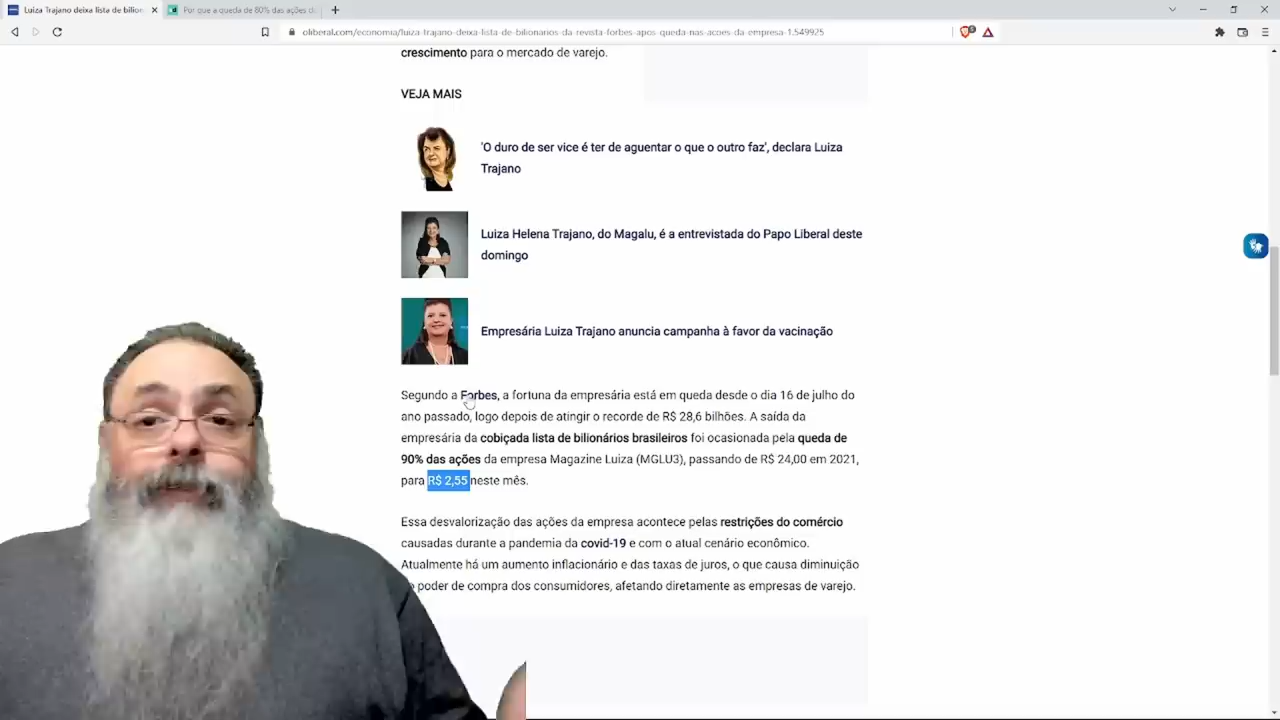 Luiza Trajano deixa lista de bilion
Por que a queda de 80% das ações d
oliberal.com/economia/luiza-trajano-deixa-lista-de-bilionarios-da-revista-forbes-apos-queda-nas-acoes-da-empresa-1.549925
crescimento para o mercado de varejo.
VEJA MAIS
'O duro de ser vice é ter de aguentar o que o outro faz', declara Luiza
Trajano
Luiza Helena Trajano, do Magalu, é a entrevistada do Papo Liberal deste
domingo
Empresária Luiza Trajano anuncia campanha à favor da vacinação
Segundo a Forbes, a fortuna da empresária está em queda desde o dia 16 de julho do
ano passado, logo depois de atingir o recorde de R$ 28,6 bilhões. A saída da
empresária da cobiçada lista de bilionários brasileiros foi ocasionada pela queda de
90% das ações da empresa Magazine Luiza (MGLU3), passando de R$ 24,00 em 2021,
para R$ 2,55 neste mês.
Essa desvalorização das ações da empresa acontece pelas restrições do comércio
causadas durante a pandemia da covid-19 e com o atual cenário econômico.
Atualmente há um aumento inflacionário e das taxas de juros, o que causa diminuição
poder de compra dos consumidores, afetando diretamente as empresas de varejo.